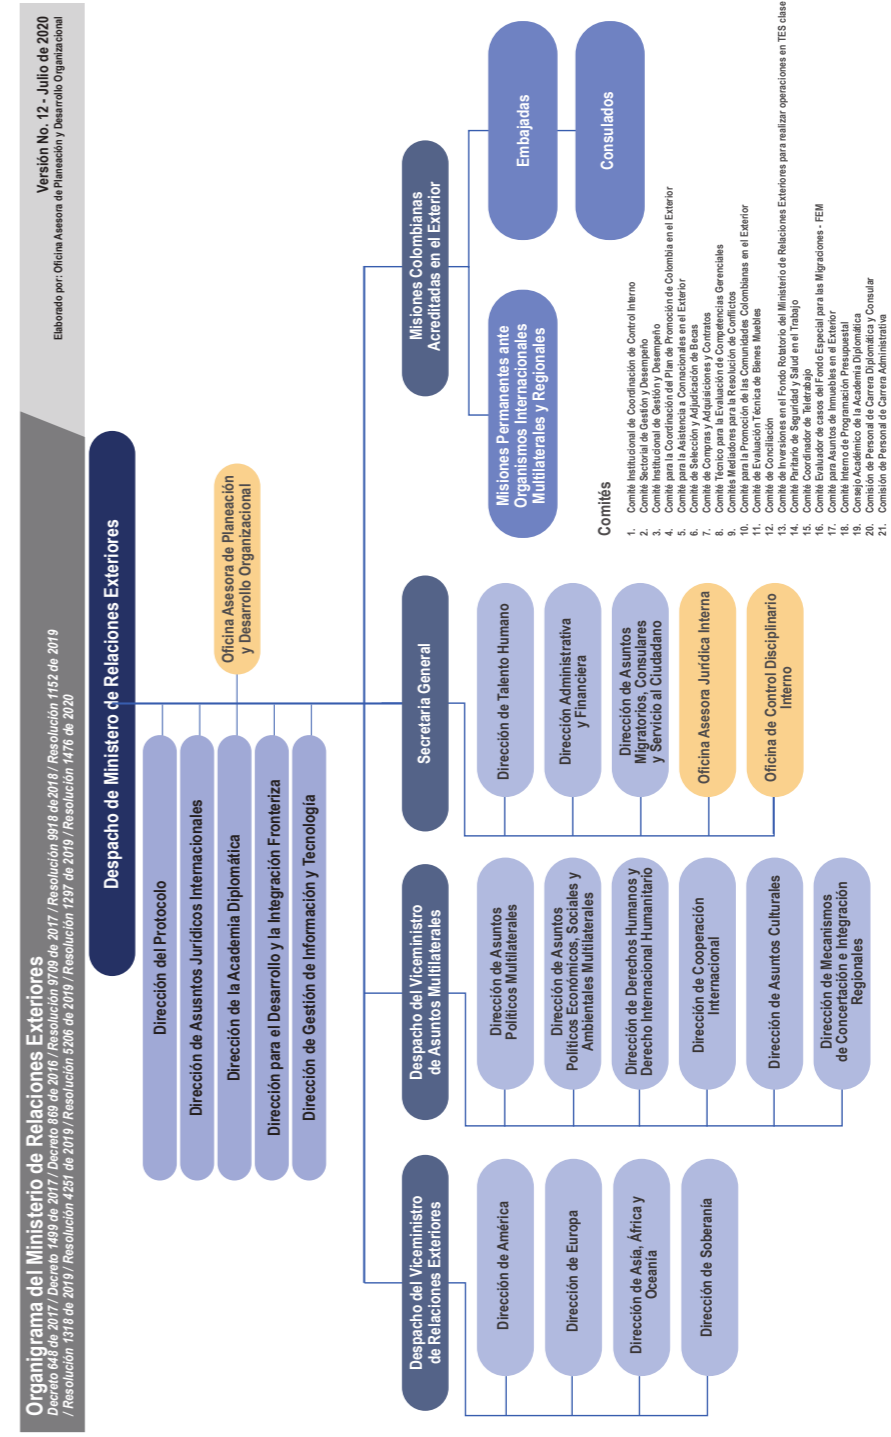 Organigrama del Ministerio de Relaciones Exteriores
Decreto 648 de 2017 / Decreto 1499 de 2017 / Decreto 869 de 2016 / Resolución 9709 de 2017 / Resolución 9918 de2018 / Resolución 1152 de 2019
/ Resolución 1318 de 2019 / Resolución 4251 de 2019 / Resolución 5206 de 2019 / Resolución 1297 de 2019 / Resolución 1476 de 2020
Versión No. 12 - Julio de 2020
Elaborado por: Oficina Asesora de Planeación y Desarrollo Organizacional
Despacho de Ministero de Relaciones Exteriores
Dirección del Protocolo
Dirección de Asusntos Jurídicos Internacionales
Dirección de la Academia Diplomática
Dirección para el Desarrollo y la Integración Fronteriza
Dirección de Gestión de Información y Tecnología
Oficina Asesora de Planeación
y Desarrollo Organizacional
Despacho del Viceministro
de Relaciones Exteriores
Dirección de América
Dirección de Europa
Dirección de Asia, África y
Oceanía
Dirección de Soberanía
Despacho del Viceministro
de Asuntos Multilaterales
Dirección de Asuntos
Políticos Multilaterales
Dirección de Asuntos
Políticos Económicos, Sociales y
Ambientales Multilaterales
Dirección de Derechos Humanos y
Derecho Internacional Humanitario
Dirección de Cooperación
Internacional
Dirección de Asuntos Culturales
Dirección de Mecanismos
de Concertación e Integración
Regionales
Secretaria General
Dirección de Talento Humano
Dirección Administrativa
y Financiera
Dirección de Asuntos
Migratorios, Consulares
y Servicio al Ciudadano
Oficina Asesora Jurídica Interna
Oficina de Control Disciplinario
Interno
Misiones Colombianas
Acreditadas en el Exterior
Misiones Permanentes ante
Organismos Internacionales
Multilaterales y Regionales
Embajadas
Consulados
Comités
1. Comité Institucional de Coordinación de Control Interno
2. Comité Sectorial de Gestión y Desempeño
3. Comité Institucional de Gestión y Desempeño
4. Comité para la Coordinación del Plan de Promoción de Colombia en el Exterior
5. Comité para la Asistencia a Connacionales en el Exterior
6. Comité de Selección y Adjudicación de Becas
7. Comité de Compras y Adquisiciones y Contratos
8. Comité Técnico para la Evaluación de Competencias Gerenciales
9. Comités Mediadores para la Resolución de Conflictos
10. Comité para la Promoción de las Comunidades Colombianas en el Exterior
11. Comité de Evaluación Técnica de Bienes Muebles
12. Comité de Conciliación
13. Comité de Inversiones en el Fondo Rotatorio del Ministerio de Relaciones Exteriores para realizar operaciones en TES clase
14. Comité Paritario de Seguridad y Salud en el Trabajo
15. Comité Coordinador de Teletrabajo
16. Comité Evaluador de casos del Fondo Especial para las Migraciones - FEM
17. Comité para Asuntos de Inmuebles en el Exterior
18. Comité Interno de Programación Presupuestal
19. Consejo Académico de la Academia Diplomática
20. Comisión de Personal de Carrera Diplomática y Consular
21. Comisión de Personal de Carrera Administrativa